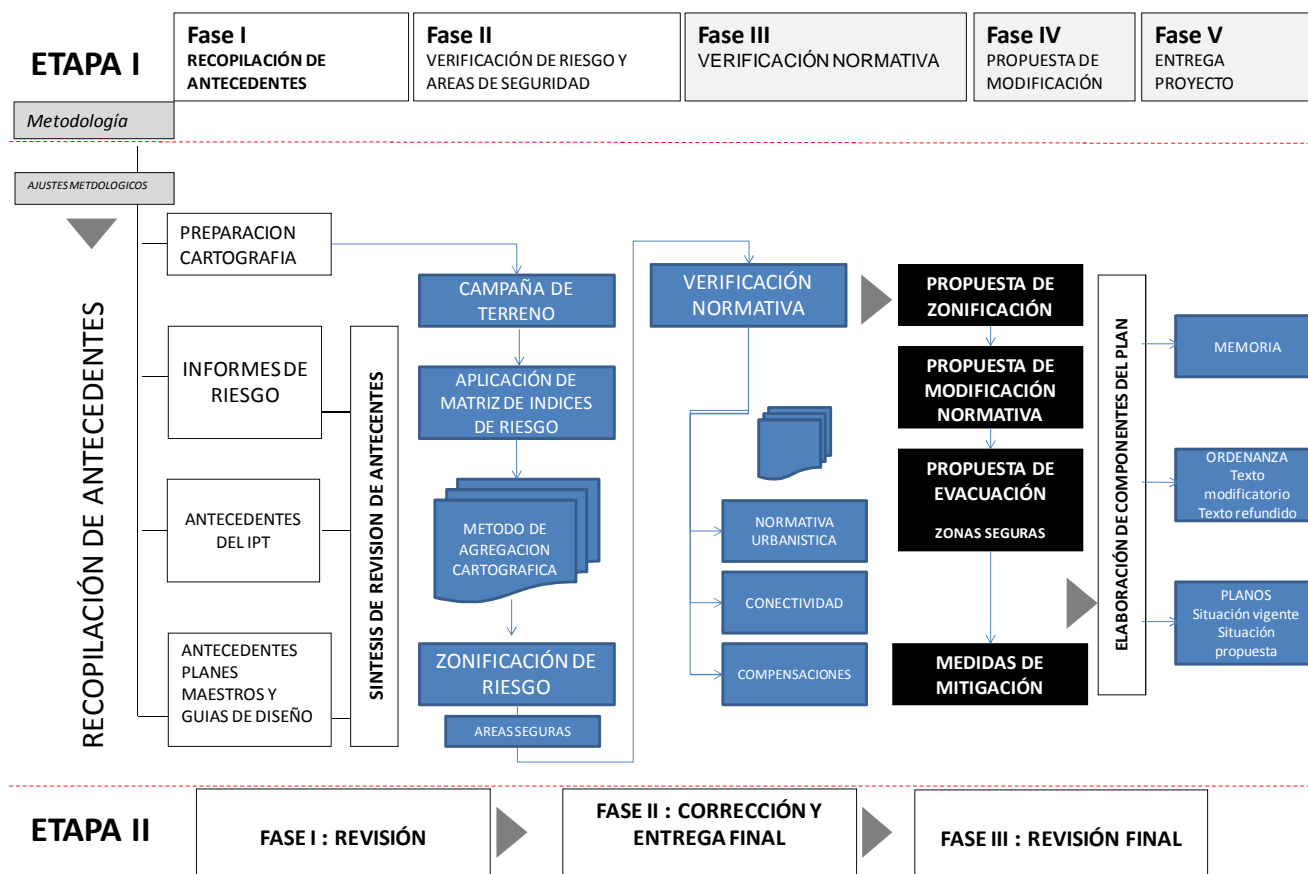 ETAPA I
Fase I
RECOPILACIÓN DE
ANTECEDENTES
Fase II
VERIFICACIÓN DE RIESGO Y
AREAS DE SEGURIDAD
Fase III
VERIFICACIÓN NORMATIVA
Fase IV
PROPUESTA DE
MODIFICACIÓN
Fase V
ENTREGA
PROYECTO
Metodología
AJUSTES METDOLOGICOS
RECOPILACIÓN DE ANTECEDENTES
PREPARACION
CARTOGRAFIA
INFORMES DE
RIESGO
ANTECEDENTES
DEL IPT
ANTECEDENTES
PLANES
MAESTROS Y
GUIAS DE DISEÑO
SINTESIS DE REVISION DE ANTECENTES
CAMPAÑA DE
TERRENO
APLICACIÓN DE
MATRIZ DE INDICES
DE RIESGO
METODO DE
AGREGACION
CARTOGRAFICA
ZONIFICACIÓN DE
RIESGO
AREAS SEGURAS
VERIFICACIÓN
NORMATIVA
NORMATIVA
URBANISTICA
CONECTIVIDAD
COMPENSACIONES
PROPUESTA DE
ZONIFICACIÓN
PROPUESTA DE
MODIFICACIÓN
NORMATIVA
PROPUESTA DE
EVACUACIÓN
ZONAS SEGURAS
MEDIDAS DE
MITIGACIÓN
ELABORACIÓN DE COMPONENTES DEL PLAN
MEMORIA
ORDENANZA
Texto
modificatorio
Texto refundido
PLANOS
Situación vigente
Situación
propuesta
ETAPA II
FASE I : REVISIÓN
FASE II : CORRECCIÓN Y
ENTREGA FINAL
FASE III : REVISIÓN FINAL